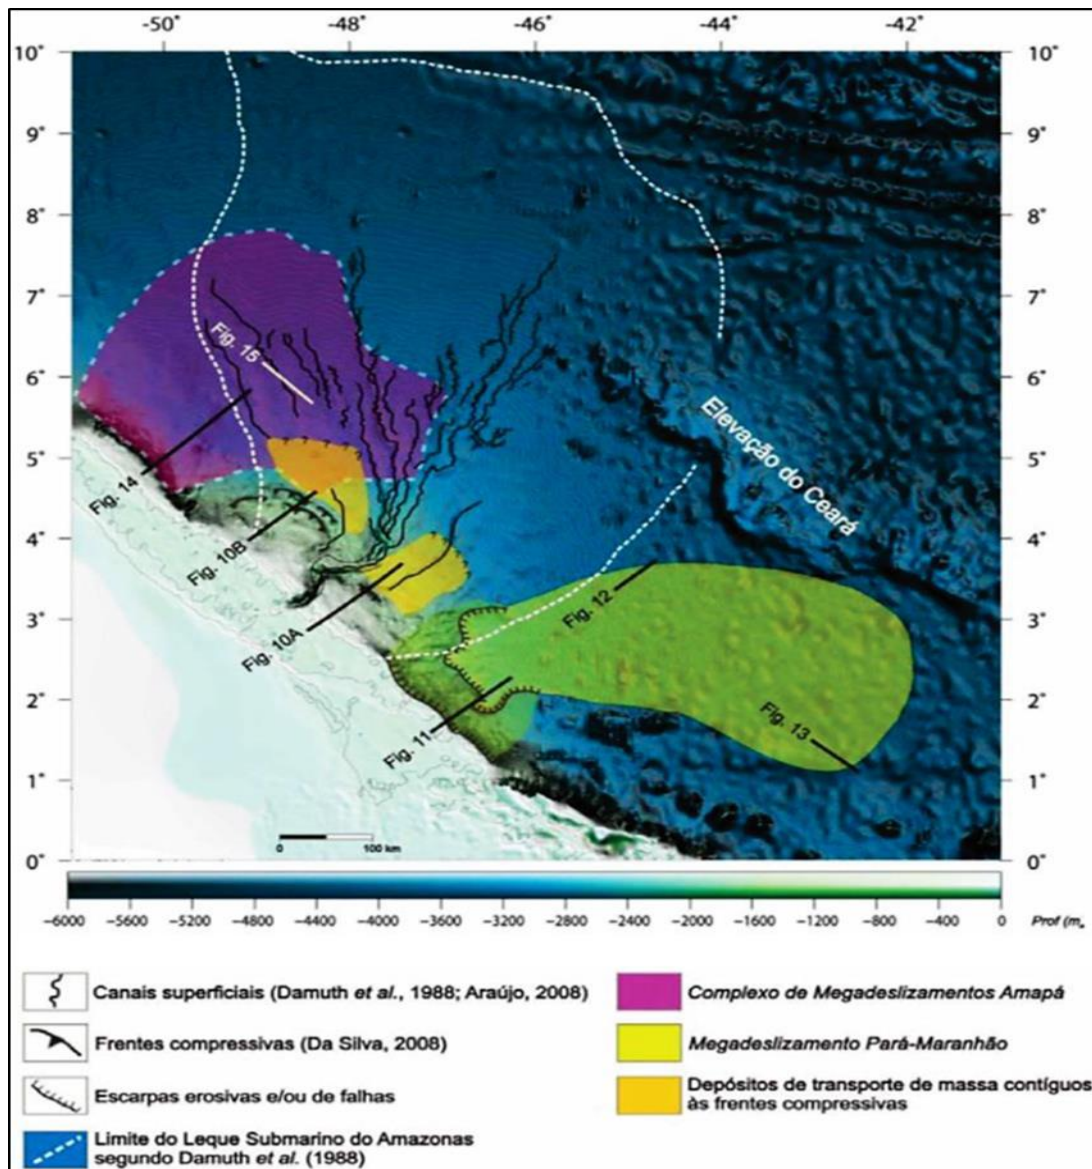 -50° -48° -46° -44° -42°
10° 10°
9° 9°
8° 8°
7° 7°
Fig. 15
6° 6°
Elevação do Ceará
5° 5°
Fig. 14
4° 4°
Fig. 10B
Fig. 12
3° 3°
Fig. 10A
2° 2°
Fig. 13
Fig. 11
1° 1°
0 100 km
0° 0°
-6000 -5600 -5200 -4800 -4400 -4000 -3600 -3200 -2800 -2400 -2000 -1600 -1200 -800 -400 0 Prof (m
Canais superficiais (Damuth et al., 1988; Araújo, 2008)
Frentes compressivas (Da Silva, 2008)
Escarpas erosivas e/ou de falhas
Limite do Leque Submarino do Amazonas
segundo Damuth et al. (1988)
Complexo de Megadeslizamentos Amapá
Megadeslizamento Pará-Maranhão
Depósitos de transporte de massa contíguos
às frentes compressivas